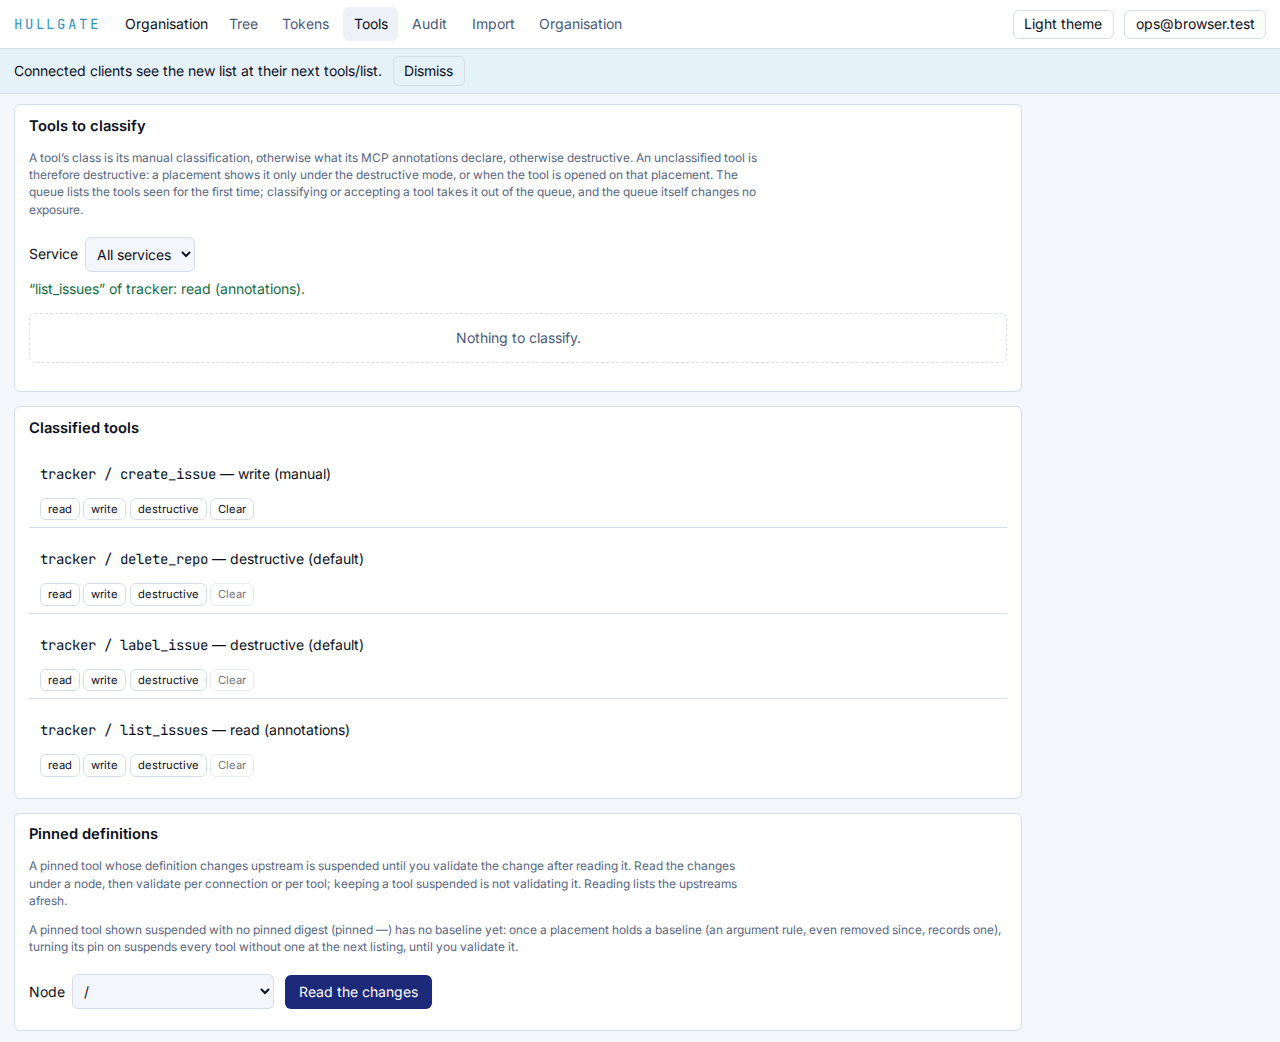 HULLGATE Organisation Tree Tokens Tools Audit Import Organisation Light theme ops@browser.test
Connected clients see the new list at their next tools/list. Dismiss
Tools to classify
A tool’s class is its manual classification, otherwise what its MCP annotations declare, otherwise destructive. An unclassified tool is
therefore destructive: a placement shows it only under the destructive mode, or when the tool is opened on that placement. The
queue lists the tools seen for the first time; classifying or accepting a tool takes it out of the queue, and the queue itself changes no
exposure.
Service All services
“list_issues” of tracker: read (annotations).
Nothing to classify.
Classified tools
tracker / create_issue — write (manual)
read write destructive Clear
tracker / delete_repo — destructive (default)
read write destructive Clear
tracker / label_issue — destructive (default)
read write destructive Clear
tracker / list_issues — read (annotations)
read write destructive Clear
Pinned definitions
A pinned tool whose definition changes upstream is suspended until you validate the change after reading it. Read the changes
under a node, then validate per connection or per tool; keeping a tool suspended is not validating it. Reading lists the upstreams
afresh.
A pinned tool shown suspended with no pinned digest (pinned —) has no baseline yet: once a placement holds a baseline (an argument rule, even removed since, records one),
turning its pin on suspends every tool without one at the next listing, until you validate it.
Node / Read the changes